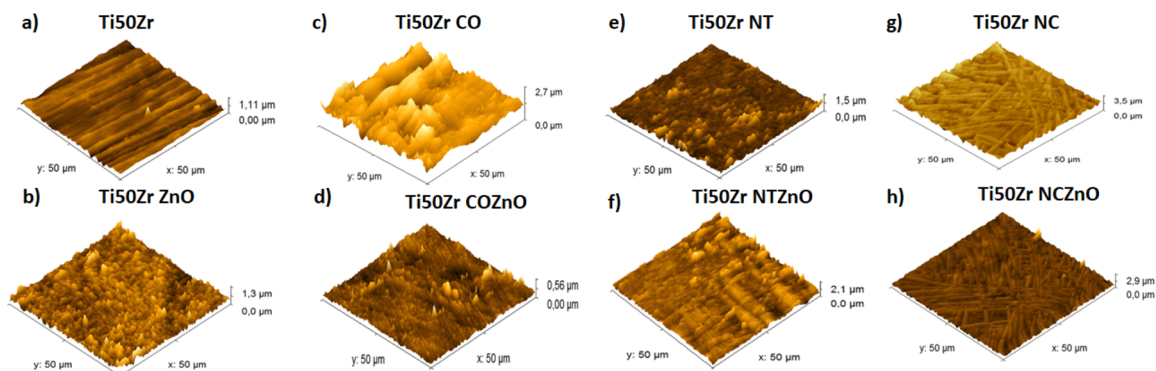 a) Ti50Zr
1,11 µm
0,00 µm
y: 50 µm
x: 50 µm
c) Ti50Zr CO
2,7 µm
0,0 µm
y: 50 µm
x: 50 µm
e) Ti50Zr NT
1,5 µm
0,0 µm
y: 50 µm
x: 50 µm
g) Ti50Zr NC
3,5 µm
0,0 µm
y: 50 µm
x: 50 µm
b) Ti50Zr ZnO
1,3 µm
0,0 µm
y: 50 µm
x: 50 µm
d) Ti50Zr COZnO
0,56 µm
0,00 µm
y: 50 µm
x: 50 µm
f) Ti50Zr NTZnO
2,1 µm
0,0 µm
y: 50 µm
x: 50 µm
h) Ti50Zr NCZnO
2,9 µm
0,0 µm
y: 50 µm
x: 50 µm